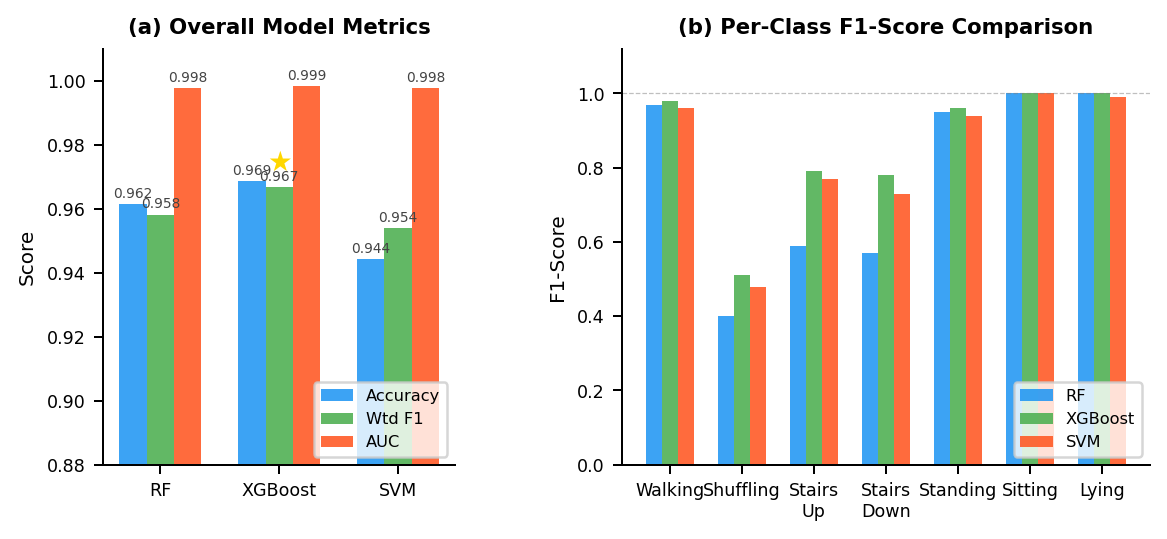 (a) Overall Model Metrics
Score
1.00
0.98
0.96
0.94
0.92
0.90
0.88
0.962
0.958
0.998
0.969
0.967
0.999
0.944
0.954
0.998
RF
XGBoost
SVM
Accuracy
Wtd F1
AUC
(b) Per-Class F1-Score Comparison
F1-Score
1.0
0.8
0.6
0.4
0.2
0.0
Walking
Shuffling
Stairs
Up
Stairs
Down
Standing
Sitting
Lying
RF
XGBoost
SVM